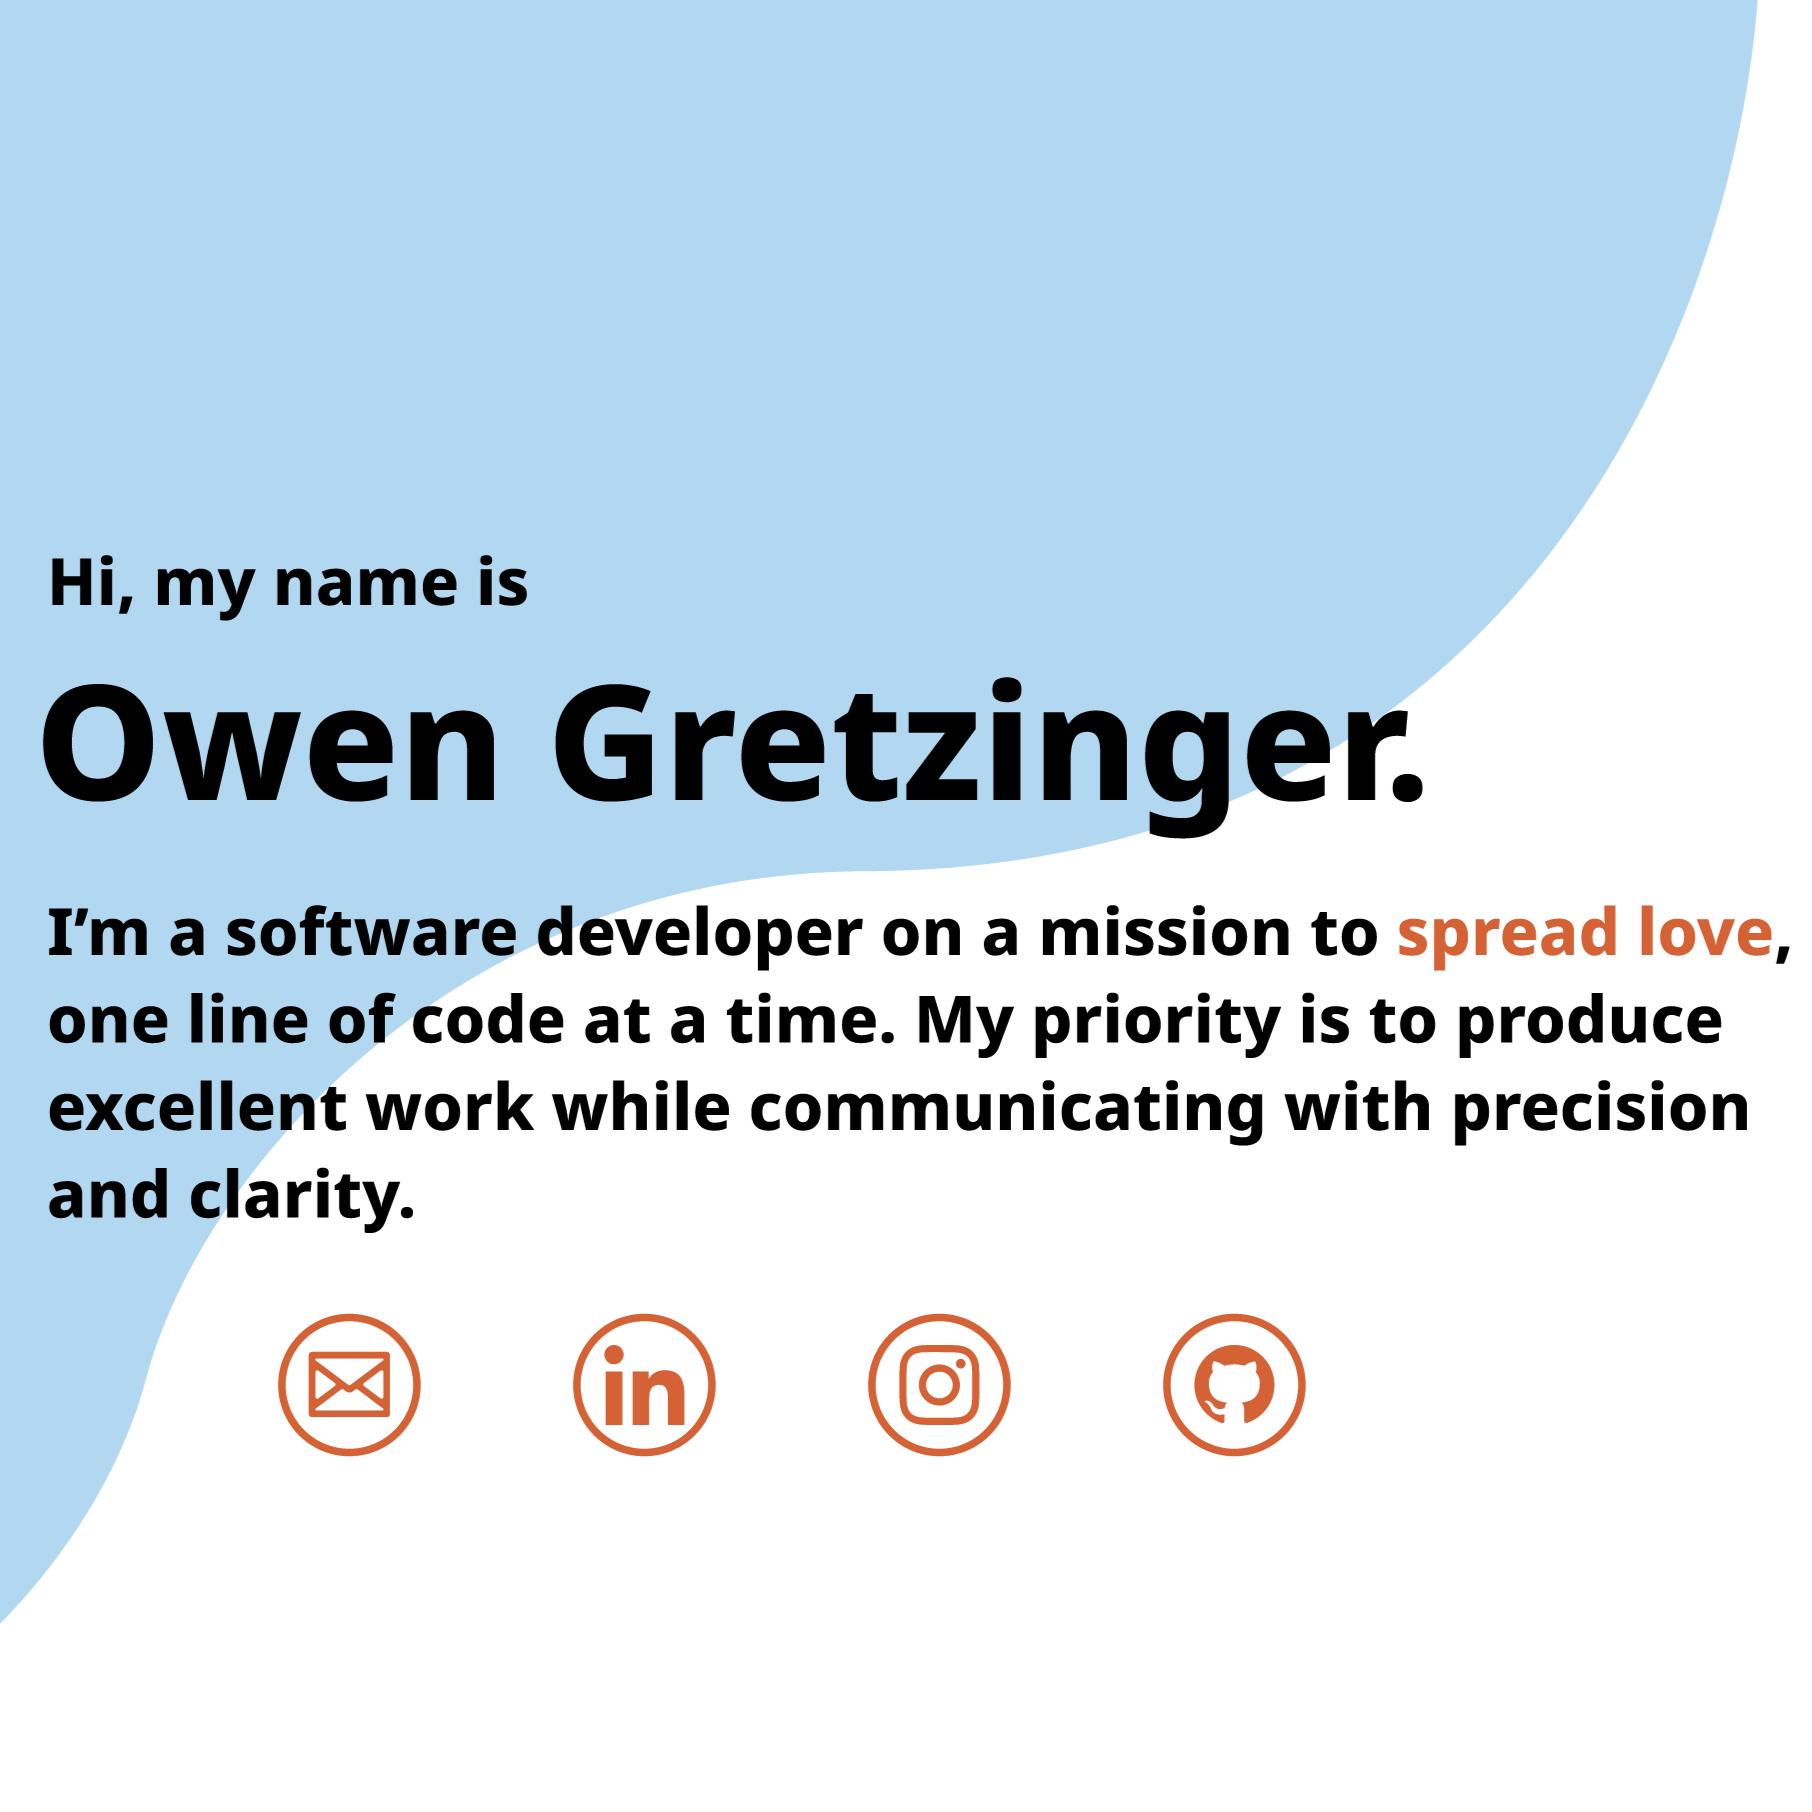 Hi, my name is
Owen Gretzinger.
I’m a software developer on a mission to spread love,
one line of code at a time. My priority is to produce
excellent work while communicating with precision
and clarity.
in